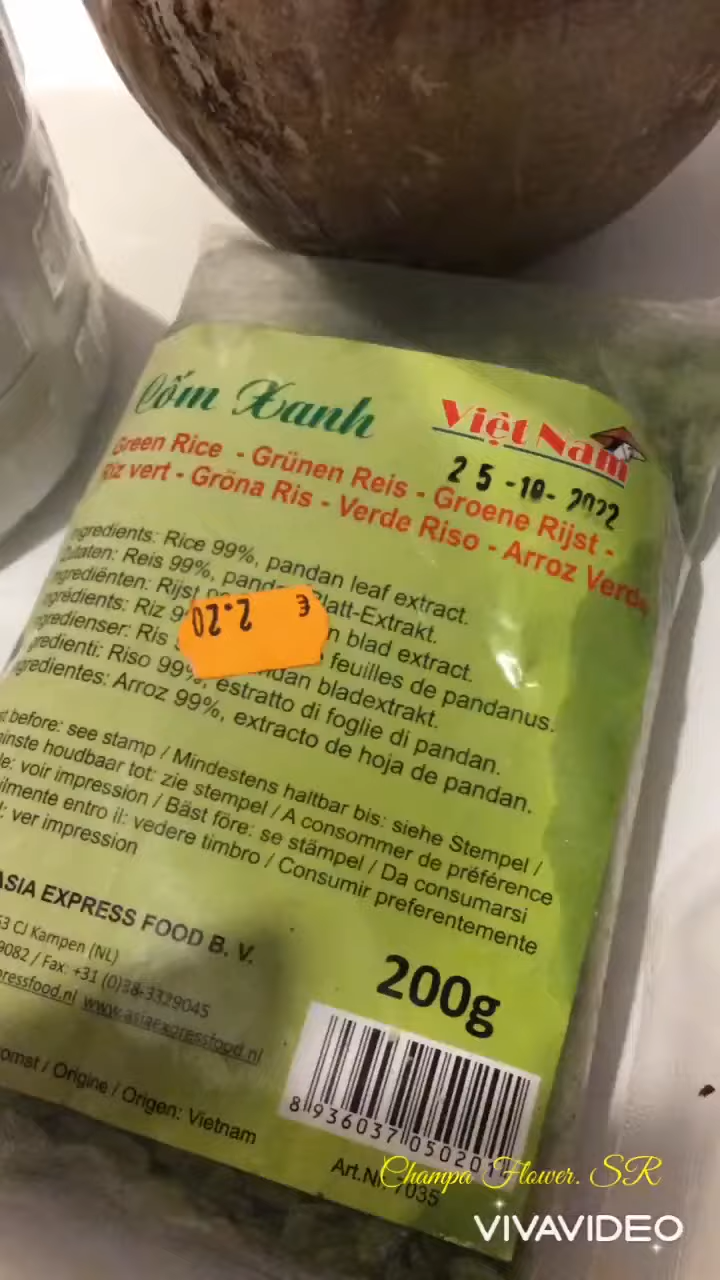 Cốm Xanh
Việt Nam
25-10-2022
Green Rice - Grünen Reis - Groene Rijst -
Riz vert - Gröna Ris - Verde Riso - Arroz Verde
Ingredients: Rice 99%, pandan leaf extract.
Zutaten: Reis 99%, Blatt-Extrakt.
Ingrediënten: Rijst blad extract.
Ingrédients: Riz feuilles de pandanus.
Ingredienser: Ris bladextrakt.
Ingredienti: Riso 99%, estratto di foglie di pandan.
Ingredientes: Arroz 99%, extracto de hoja de pandan.
€ 2.20
before: see stamp / Mindestens haltbar bis: siehe Stempel /
houdbaar tot: zie stempel / A consommer de préférence
voir impression / Bäst före: se stämpel / Da consumarsi
entro il: vedere timbro / Consumir preferentemente
ver impression
ASIA EXPRESS FOOD B. V.
CJ Kampen (NL)
9082 / Fax: +31 (0)38-3329045
www.asiaexpressfood.nl
/ Origine / Origen: Vietnam
200g
8 936037 050201
Art.Nr. 7035
Champa Flower. SR
VIVAVIDEO